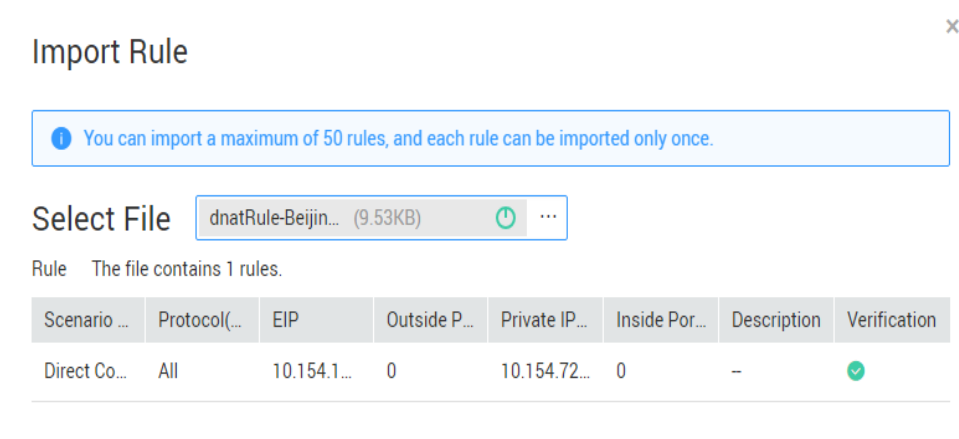 ×
Import Rule
You can import a maximum of 50 rules, and each rule can be imported only once.
Select File dnatRule-Beijin... (9.53KB) ...
Rule The file contains 1 rules.
Scenario ... Protocol(... EIP Outside P... Private IP... Inside Por... Description Verification
Direct Co... All 10.154.1... 0 10.154.72... 0 --